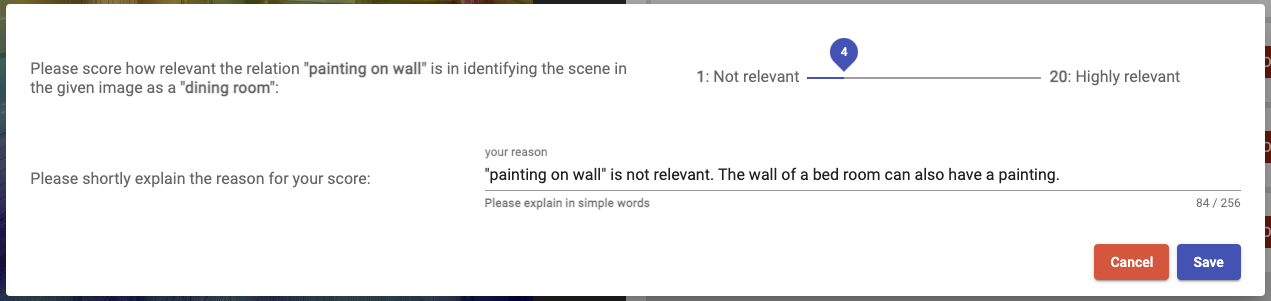 4
Please score how relevant the relation "painting on wall" is in identifying the scene in
the given image as a "dining room":
1: Not relevant
20: Highly relevant
your reason
Please shortly explain the reason for your score:
"painting on wall" is not relevant. The wall of a bed room can also have a painting.
Please explain in simple words
84 / 256
Cancel
Save